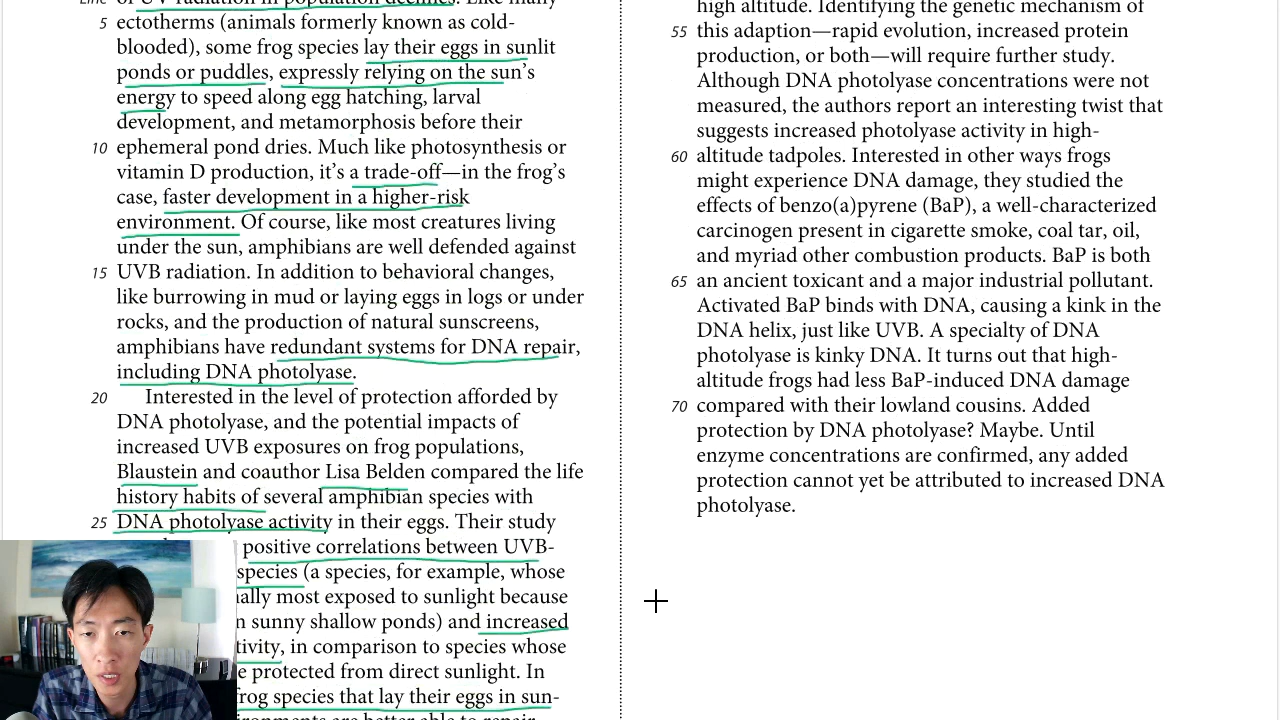 Line
of UV radiation in population declines. Like many
5 ectotherms (animals formerly known as cold-
blooded), some frog species lay their eggs in sunlit
ponds or puddles, expressly relying on the sun’s
energy to speed along egg hatching, larval
development, and metamorphosis before their
10 ephemeral pond dries. Much like photosynthesis or
vitamin D production, it’s a trade-off—in the frog’s
case, faster development in a higher-risk
environment. Of course, like most creatures living
under the sun, amphibians are well defended against
15 UVB radiation. In addition to behavioral changes,
like burrowing in mud or laying eggs in logs or under
rocks, and the production of natural sunscreens,
amphibians have redundant systems for DNA repair,
including DNA photolyase.
20 Interested in the level of protection afforded by
DNA photolyase, and the potential impacts of
increased UVB exposures on frog populations,
Blaustein and coauthor Lisa Belden compared the life
history habits of several amphibian species with
25 DNA photolyase activity in their eggs. Their study
positive correlations between UVB-
species (a species, for example, whose
most exposed to sunlight because
sunny shallow ponds) and increased
in comparison to species whose
protected from direct sunlight. In
frog species that lay their eggs in sun-
are better able to repair
high altitude. Identifying the genetic mechanism of
55 this adaption—rapid evolution, increased protein
production, or both—will require further study.
Although DNA photolyase concentrations were not
measured, the authors report an interesting twist that
suggests increased photolyase activity in high-
60 altitude tadpoles. Interested in other ways frogs
might experience DNA damage, they studied the
effects of benzo(a)pyrene (BaP), a well-characterized
carcinogen present in cigarette smoke, coal tar, oil,
and myriad other combustion products. BaP is both
65 an ancient toxicant and a major industrial pollutant.
Activated BaP binds with DNA, causing a kink in the
DNA helix, just like UVB. A specialty of DNA
photolyase is kinky DNA. It turns out that high-
altitude frogs had less BaP-induced DNA damage
70 compared with their lowland cousins. Added
protection by DNA photolyase? Maybe. Until
enzyme concentrations are confirmed, any added
protection cannot yet be attributed to increased DNA
photolyase.